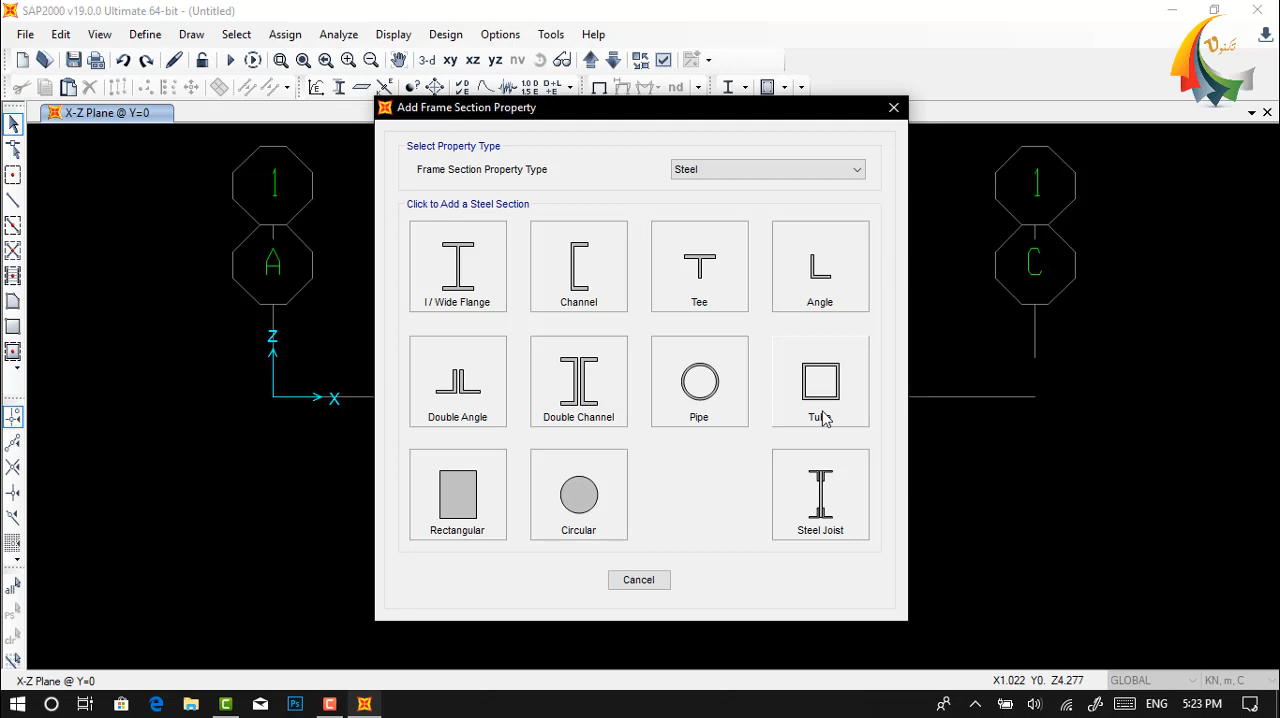 SAP2000 v19.0.0 Ultimate 64-bit - (Untitled)
File Edit View Define Draw Select Assign Analyze Display Design Options Tools Help
3-d xy xz yz nv
nd
X-Z Plane @ Y=0
Add Frame Section Property
Select Property Type
Frame Section Property Type Steel
Click to Add a Steel Section
I / Wide Flange Channel Tee Angle
Double Angle Double Channel Pipe
Rectangular Circular Steel Joist
Cancel
1 1
A C
Z
X
all
ps
clr
X-Z Plane @ Y=0 X1.022 Y0. Z4.277 GLOBAL KN, m, C
Ps ENG 5:23 PM